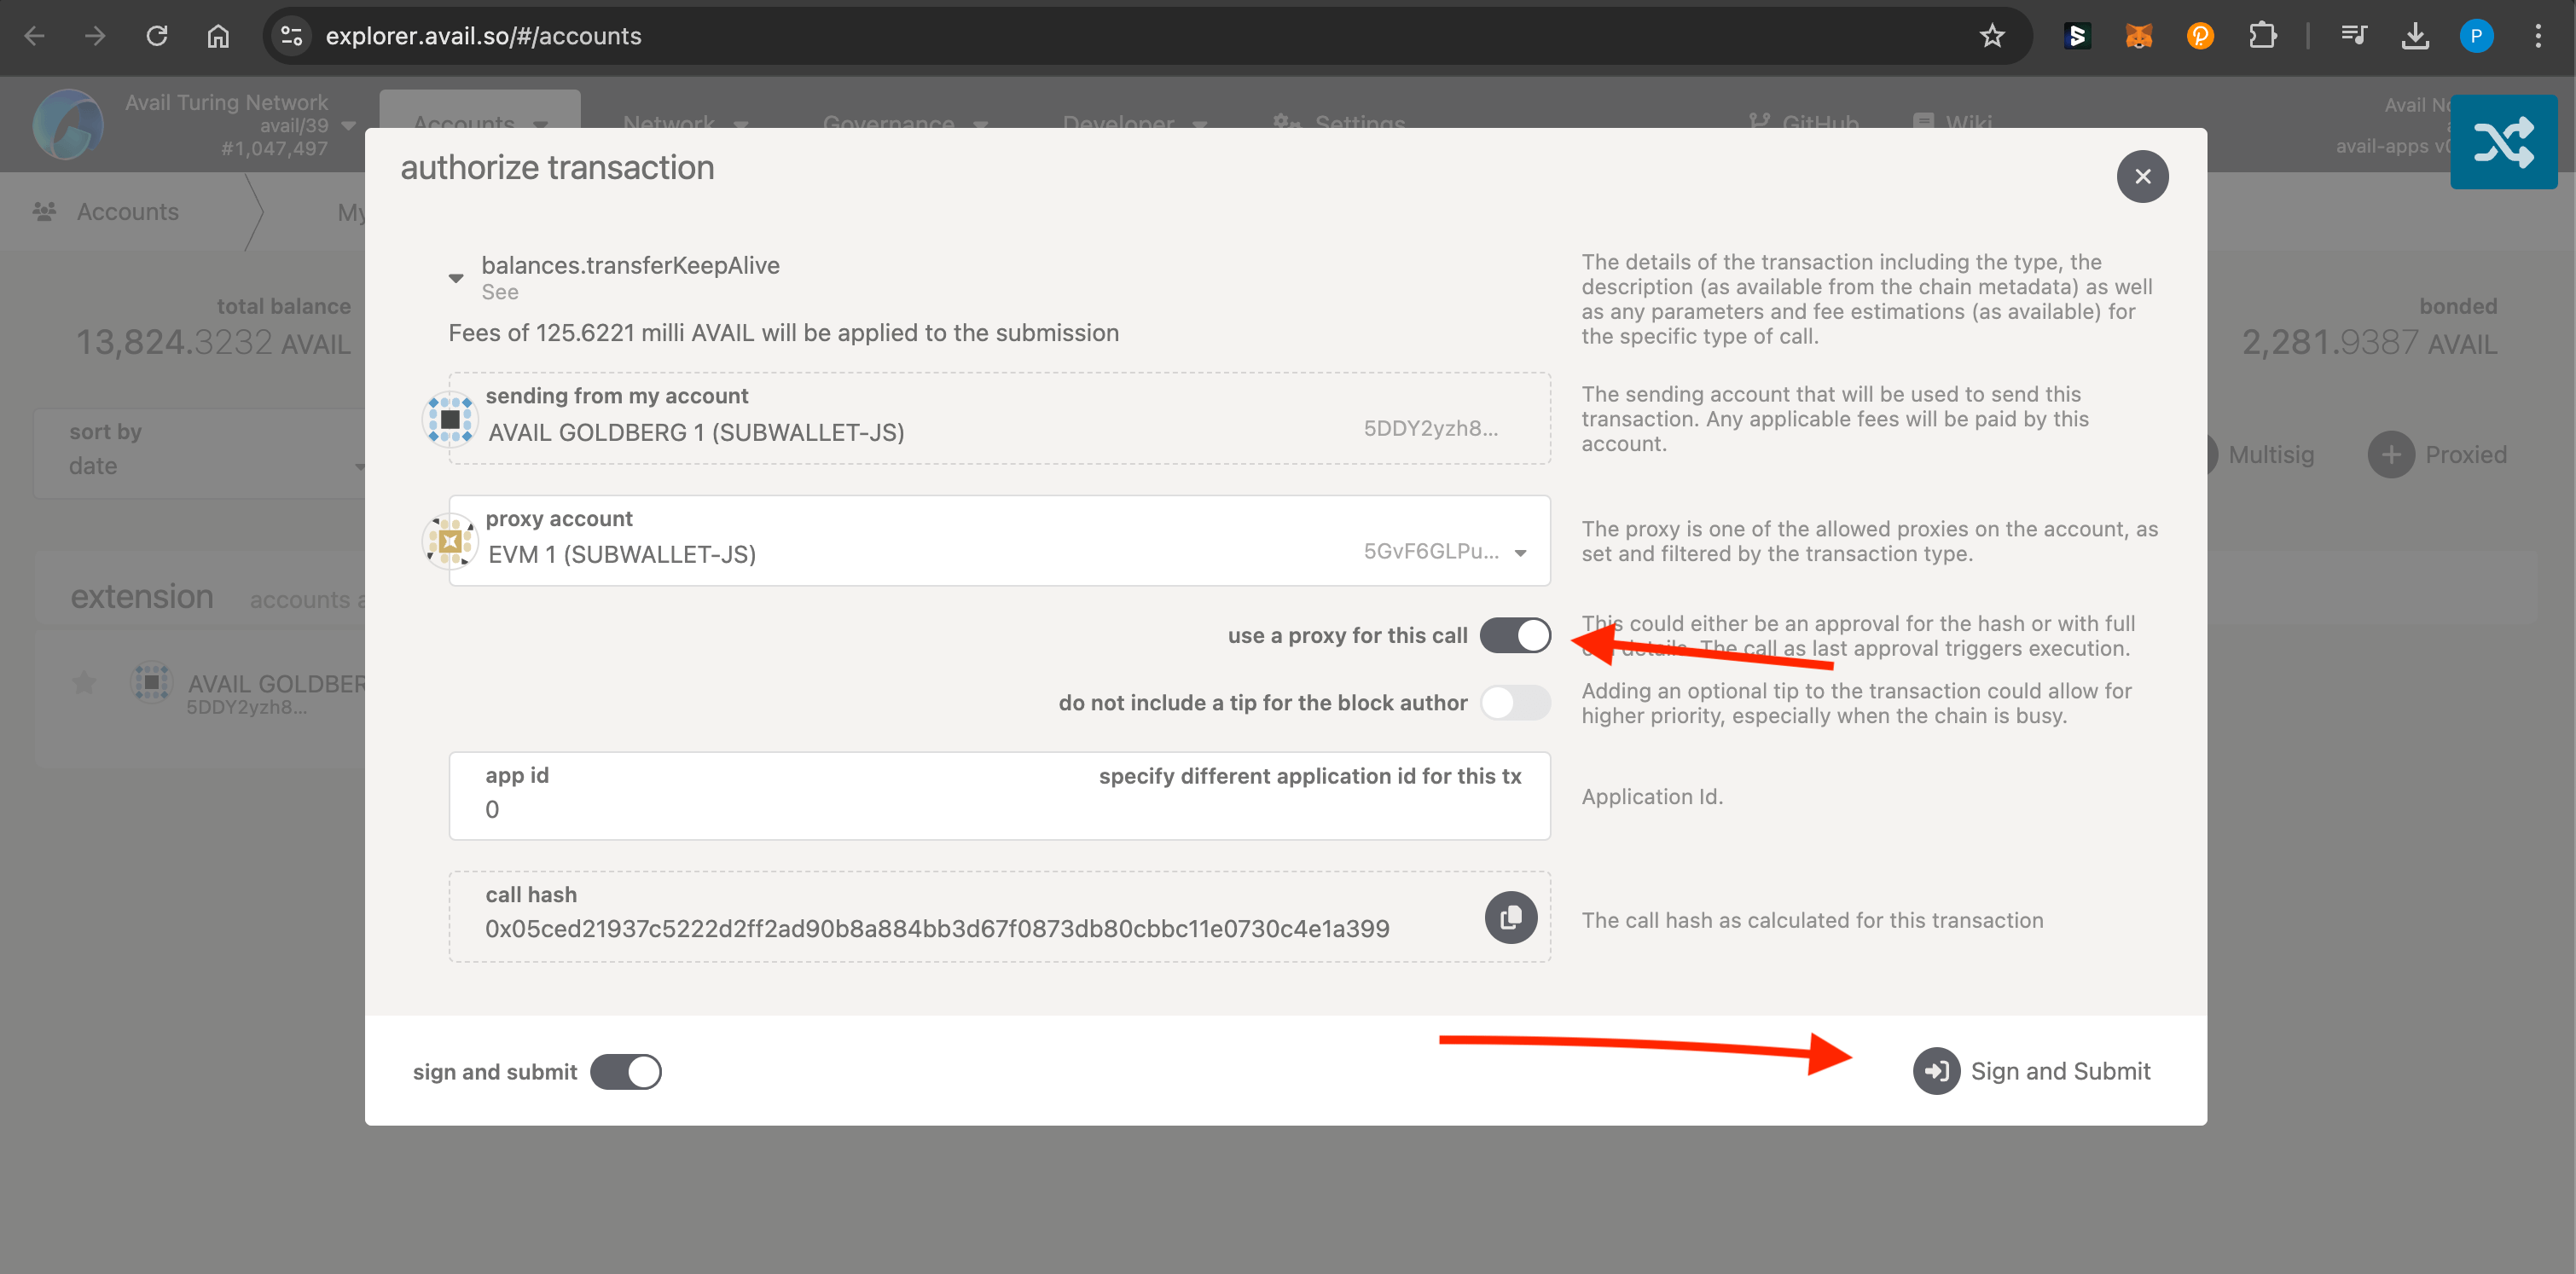 explorer.avail.so/#/accounts
P
Avail Turing Network
avail/39
#1,047,497
Accounts
Network
Governance
Developer
Settings
GitHub
Wiki
avail-apps
Accounts
authorize transaction
total balance
13,824.3232 AVAIL
bonded
2,281.9387 AVAIL
sort by
date
Multisig
Proxied
extension
accounts
AVAIL
5DDY2yzh8...
balances.transferKeepAlive
See
Fees of 125.6221 milli AVAIL will be applied to the submission
The details of the transaction including the type, the
description (as available from the chain metadata) as well
as any parameters and fee estimations (as available) for
the specific type of call.
sending from my account
AVAIL GOLDBERG 1 (SUBWALLET-JS)
5DDY2yzh8...
The sending account that will be used to send this
transaction. Any applicable fees will be paid by this
account.
proxy account
EVM 1 (SUBWALLET-JS)
5GvF6GLPu...
The proxy is one of the allowed proxies on the account, as
set and filtered by the transaction type.
use a proxy for this call
This could either be an approval for the hash or with full
details. The call as last approval triggers execution.
do not include a tip for the block author
Adding an optional tip to the transaction could allow for
higher priority, especially when the chain is busy.
app id
specify different application id for this tx
0
Application Id.
call hash
0x05ced21937c5222d2ff2ad90b8a884bb3d67f0873db80cbbc11e0730c4e1a399
The call hash as calculated for this transaction
sign and submit
Sign and Submit